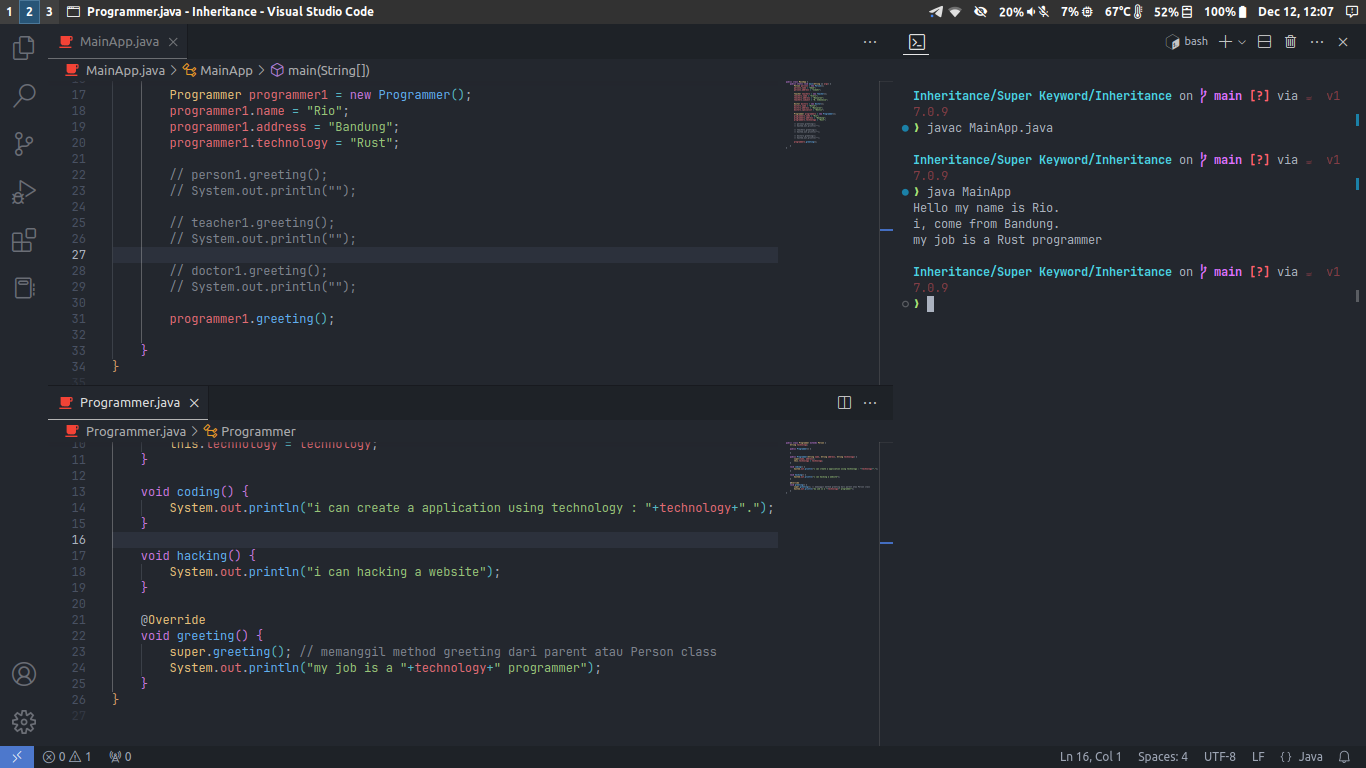 1 2 3 Programmer.java - Inheritance - Visual Studio Code 20% 7% 67°C 52% 100% Dec 12, 12:07
MainApp.java
MainApp.java > MainApp > main(String[])
17 Programmer programmer1 = new Programmer();
18 programmer1.name = "Rio";
19 programmer1.address = "Bandung";
20 programmer1.technology = "Rust";
21
22 // person1.greeting();
23 // System.out.println("");
24
25 // teacher1.greeting();
26 // System.out.println("");
27
28 // doctor1.greeting();
29 // System.out.println("");
30
31 programmer1.greeting();
32
33 }
34 }
35
Programmer.java
Programmer.java > Programmer
10 this.technology = technology;
11 }
12
13 void coding() {
14 System.out.println("i can create a application using technology : "+technology+".");
15 }
16
17 void hacking() {
18 System.out.println("i can hacking a website");
19 }
20
21 @Override
22 void greeting() {
23 super.greeting(); // memanggil method greeting dari parent atau Person class
24 System.out.println("my job is a "+technology+" programmer");
25 }
26 }
27
bash
Inheritance/Super Keyword/Inheritance on main [?] via v1
7.0.9
❯ javac MainApp.java
Inheritance/Super Keyword/Inheritance on main [?] via v1
7.0.9
❯ java MainApp
Hello my name is Rio.
i, come from Bandung.
my job is a Rust programmer
Inheritance/Super Keyword/Inheritance on main [?] via v1
7.0.9
❯
0 1 0 Ln 16, Col 1 Spaces: 4 UTF-8 LF {} Java